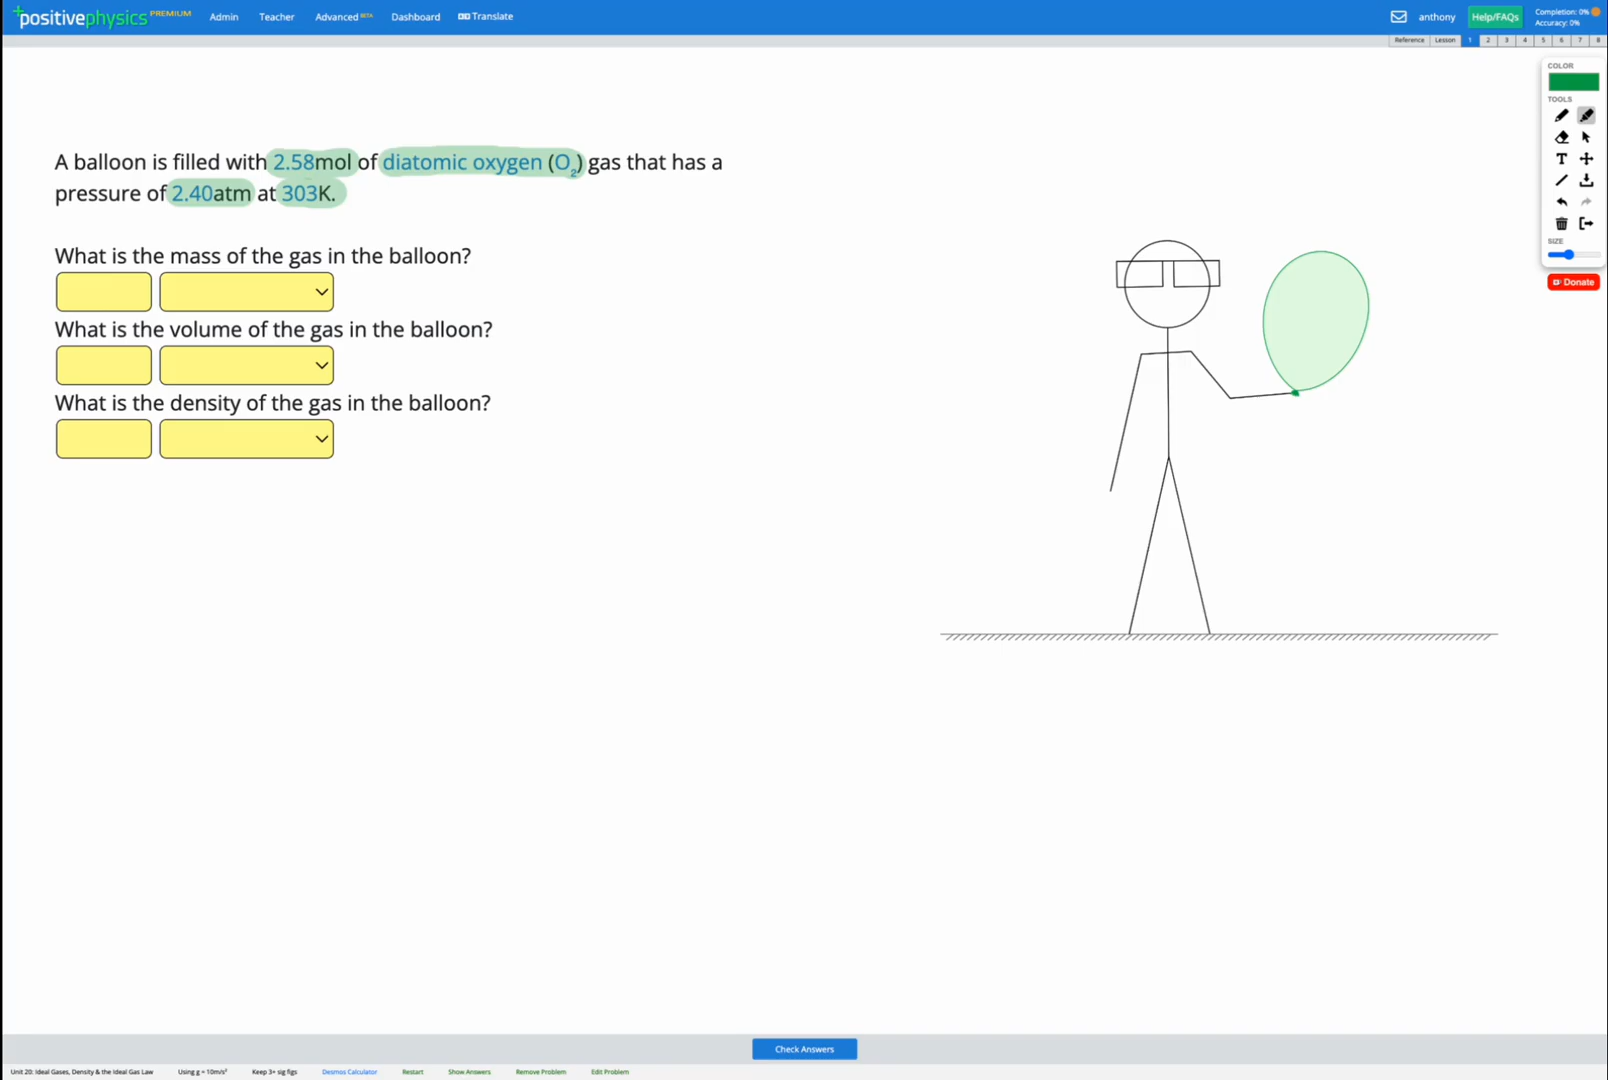 +positivephysics PREMIUM Admin Teacher Advanced BETA Dashboard Translate anthony Help/FAQs Completion: 0%
Accuracy: 0%
Reference Lesson 1 2 3 4 5 6 7 8
COLOR
TOOLS
T
SIZE
Donate
A balloon is filled with 2.58mol of diatomic oxygen (O₂) gas that has a
pressure of 2.40atm at 303K.
What is the mass of the gas in the balloon?
What is the volume of the gas in the balloon?
What is the density of the gas in the balloon?
Check Answers
Unit 20: Ideal Gases, Density & the Ideal Gas Law Using g = 10m/s² Keep 3+ sig figs Desmos Calculator Restart Show Answers Remove Problem Edit Problem